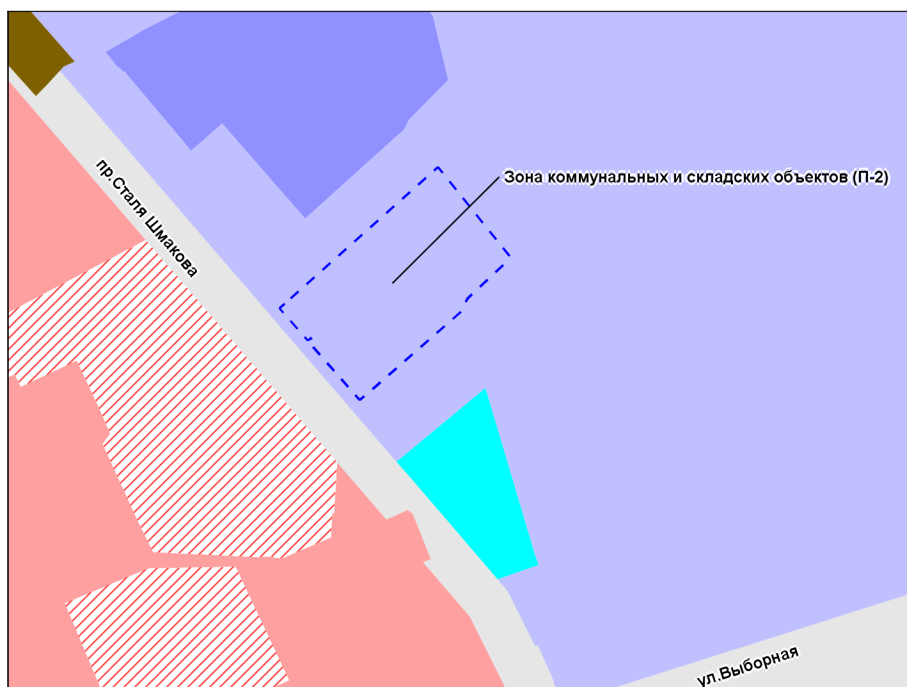 Зона коммунальных и складских объектов (П-2)
пр.Сталя Шмакова
ул.Выборная